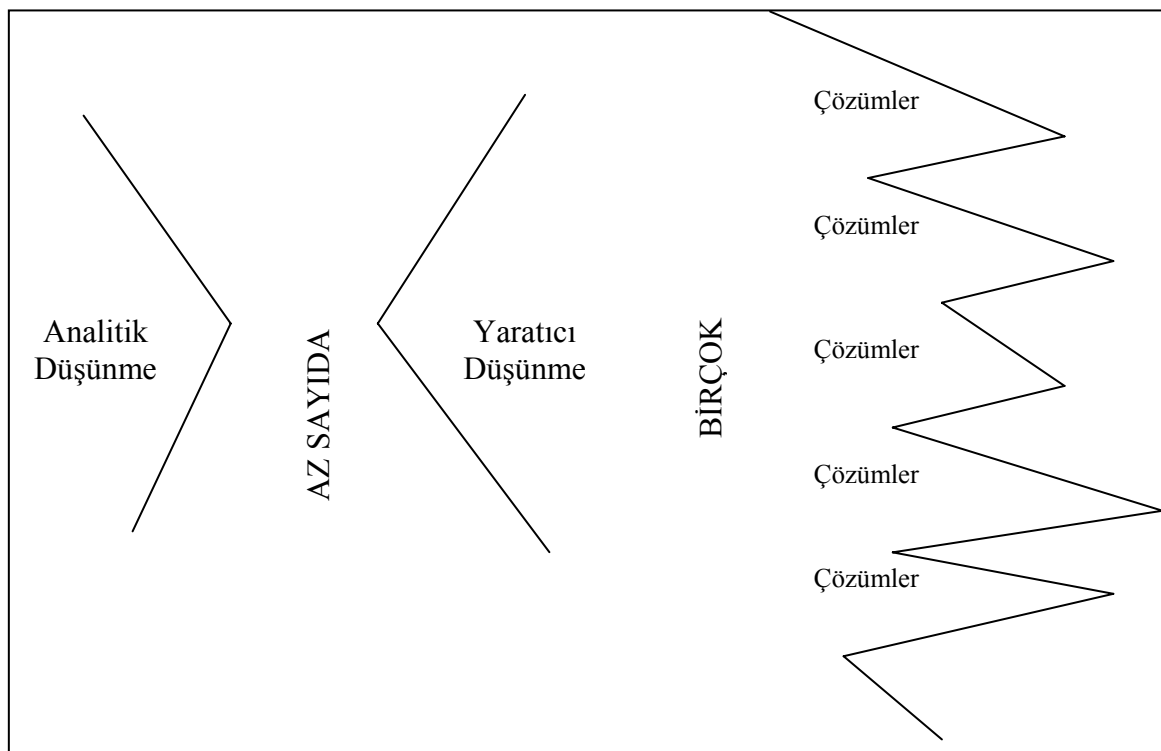 Analitik
Düşünme
AZ SAYIDA
Yaratıcı
Düşünme
BİRÇOK
Çözümler
Çözümler
Çözümler
Çözümler
Çözümler